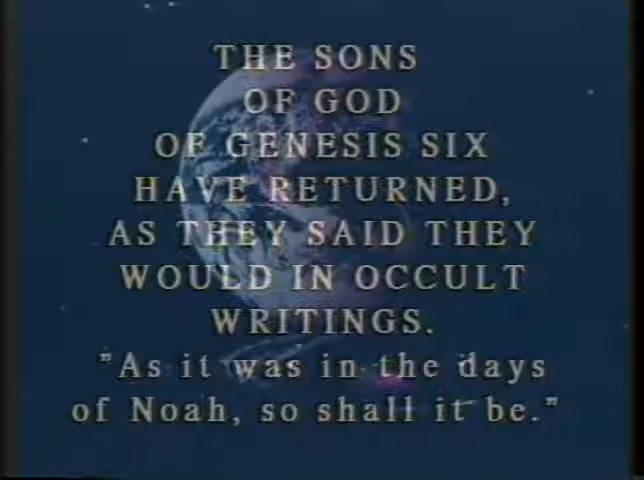 THE SONS
OF GOD
OF GENESIS SIX
HAVE RETURNED,
AS THEY SAID THEY
WOULD IN OCCULT
WRITINGS.
"As it was in the days
of Noah, so shall it be."